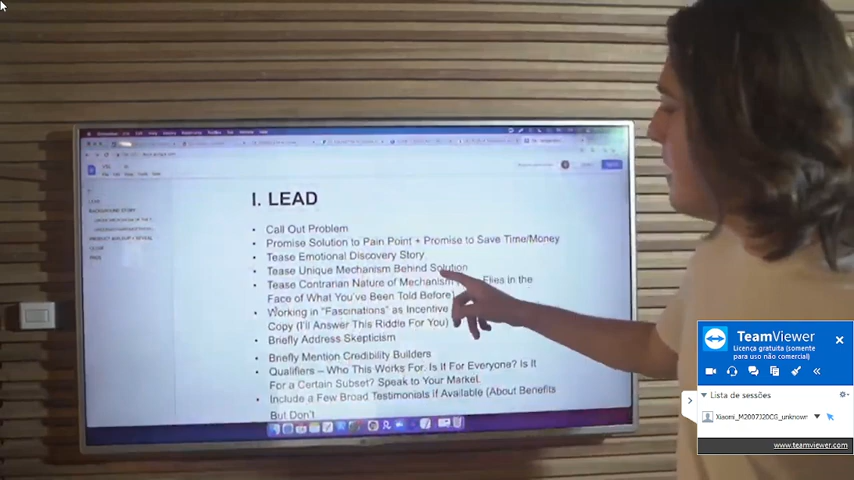 I. LEAD
Call Out Problem
Promise Solution to Pain Point + Promise to Save Time/Money
Tease Emotional Discovery Story
Tease Unique Mechanism Behind Solution
Tease Contrarian Nature of Mechanism Flies in the
Face of What You've Been Told Before)
Working in "Fascinations" as Incentive
Copy (I'll Answer This Riddle For You)
Briefly Address Skepticism
Briefly Mention Credibility Builders
Qualifiers – Who This Works For. Is It For Everyone? Is It
For a Certain Subset? Speak to Your Market.
Include a Few Broad Testimonials if Available (About Benefits
But Don't
LEAD
BACKGROUND STORY
TeamViewer
Licença gratuita (somente
para uso não comercial)
Lista de sessões
Xiaomi_M2007J20CG_unknown
www.teamviewer.com